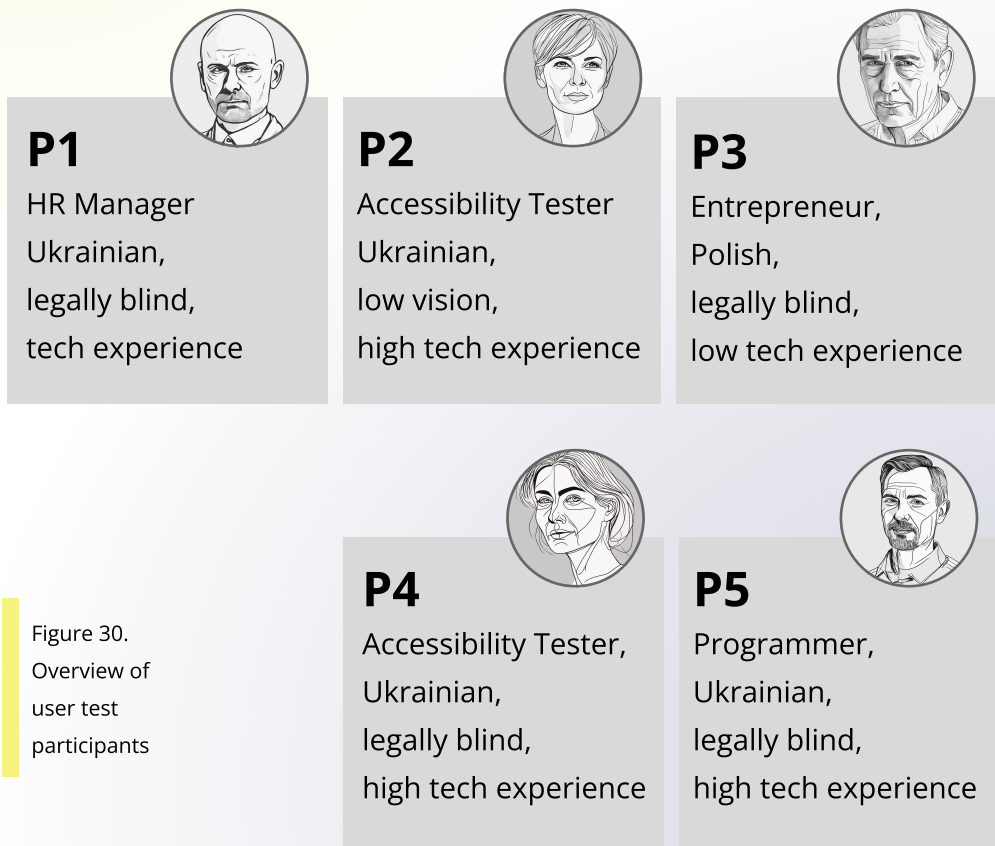 P1
HR Manager
Ukrainian,
legally blind,
tech experience
P2
Accessibility Tester
Ukrainian,
low vision,
high tech experience
P3
Entrepreneur,
Polish,
legally blind,
low tech experience
P4
Accessibility Tester,
Ukrainian,
legally blind,
high tech experience
P5
Programmer,
Ukrainian,
legally blind,
high tech experience
Figure 30.
Overview of
user test
participants